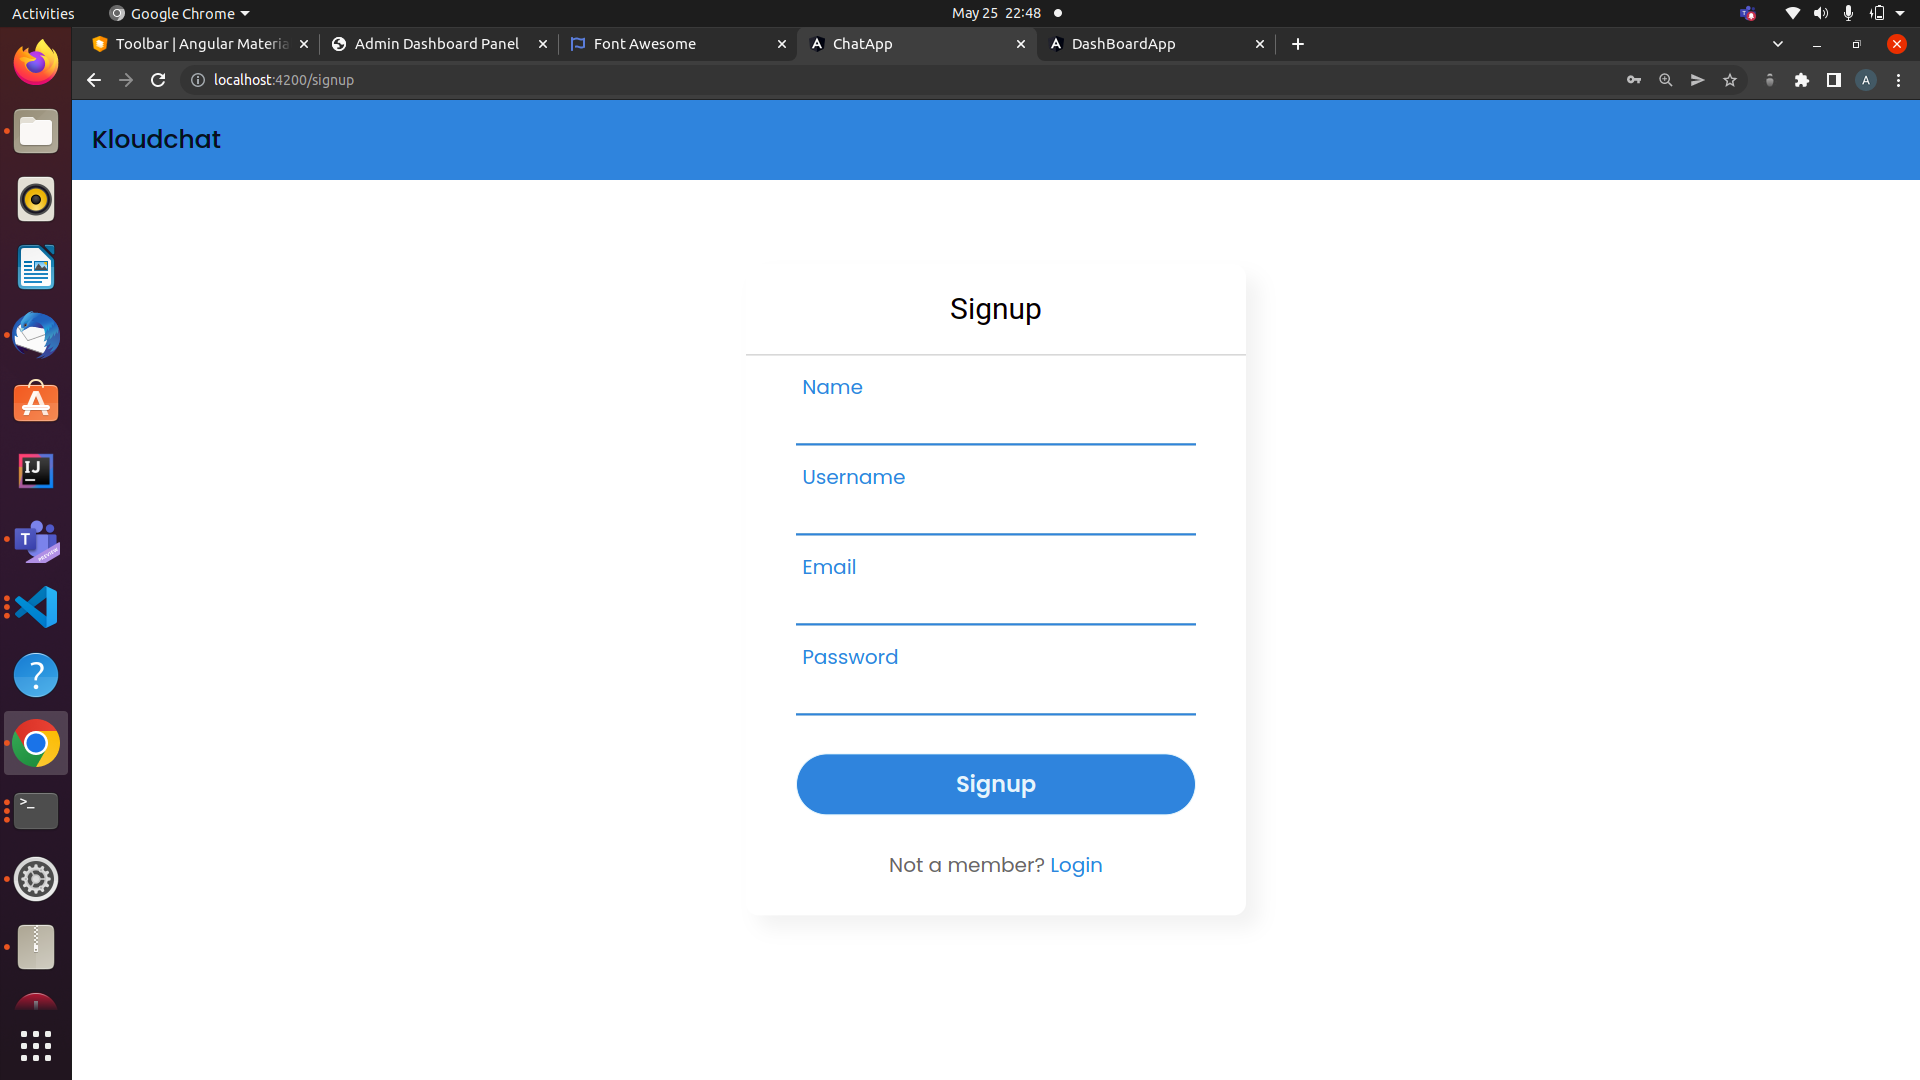 Activities
Google Chrome
May 25 22:48
Toolbar | Angular Materia
Admin Dashboard Panel
Font Awesome
ChatApp
DashBoardApp
localhost:4200/signup
A
Kloudchat
Signup
Name
Username
Email
Password
Signup
Not a member? Login
IJ
T
PREVIEW
?
>_